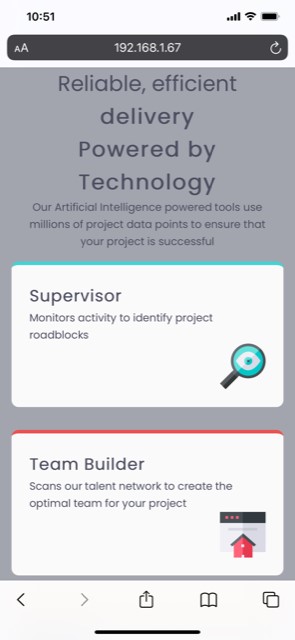 10:51
AA 192.168.1.67
Reliable, efficient
delivery
Powered by
Technology
Our Artificial Intelligence powered tools use
millions of project data points to ensure that
your project is successful
Supervisor
Monitors activity to identify project
roadblocks
Team Builder
Scans our talent network to create the
optimal team for your project